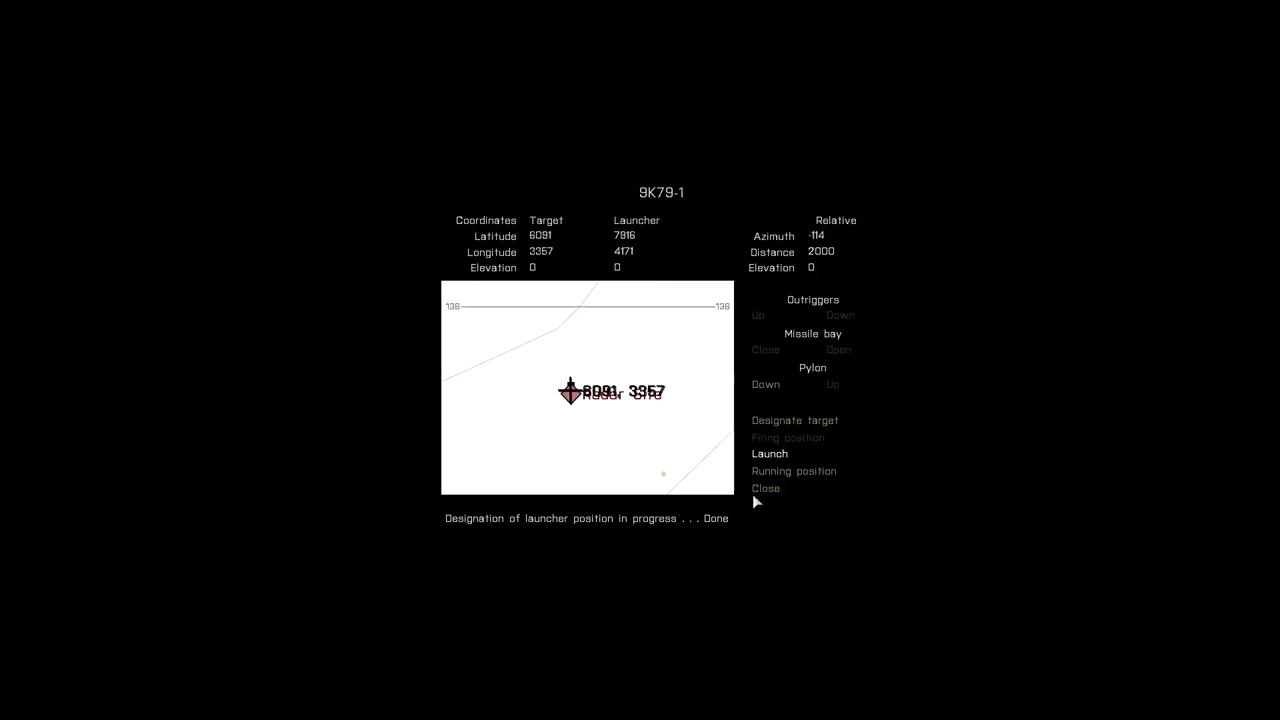 9K79-1
Coordinates Target Launcher Relative
Latitude 6091 7916 Azimuth -114
Longitude 3357 4171 Distance 2000
Elevation 0 0 Elevation 0
136 136
Outriggers
Up Down
Missile bay
Close Open
Pylon
Down Up
6091, 3357
Radar Site
Designate target
Firing position
Launch
Running position
Close
Designation of launcher position in progress . . . Done